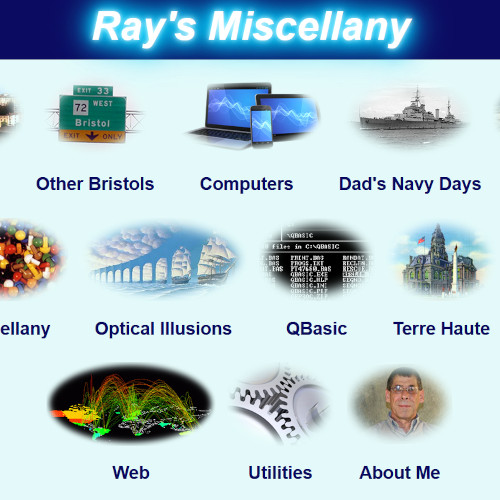 Ray's Miscellany
EXIT 33
72 WEST
Bristol
EXIT ONLY
Other Bristols
Computers
Dad's Navy Days
\QBASIC
files in C:\QBASIC
ellany
Optical Illusions
QBasic
Terre Haute
Web
Utilities
About Me